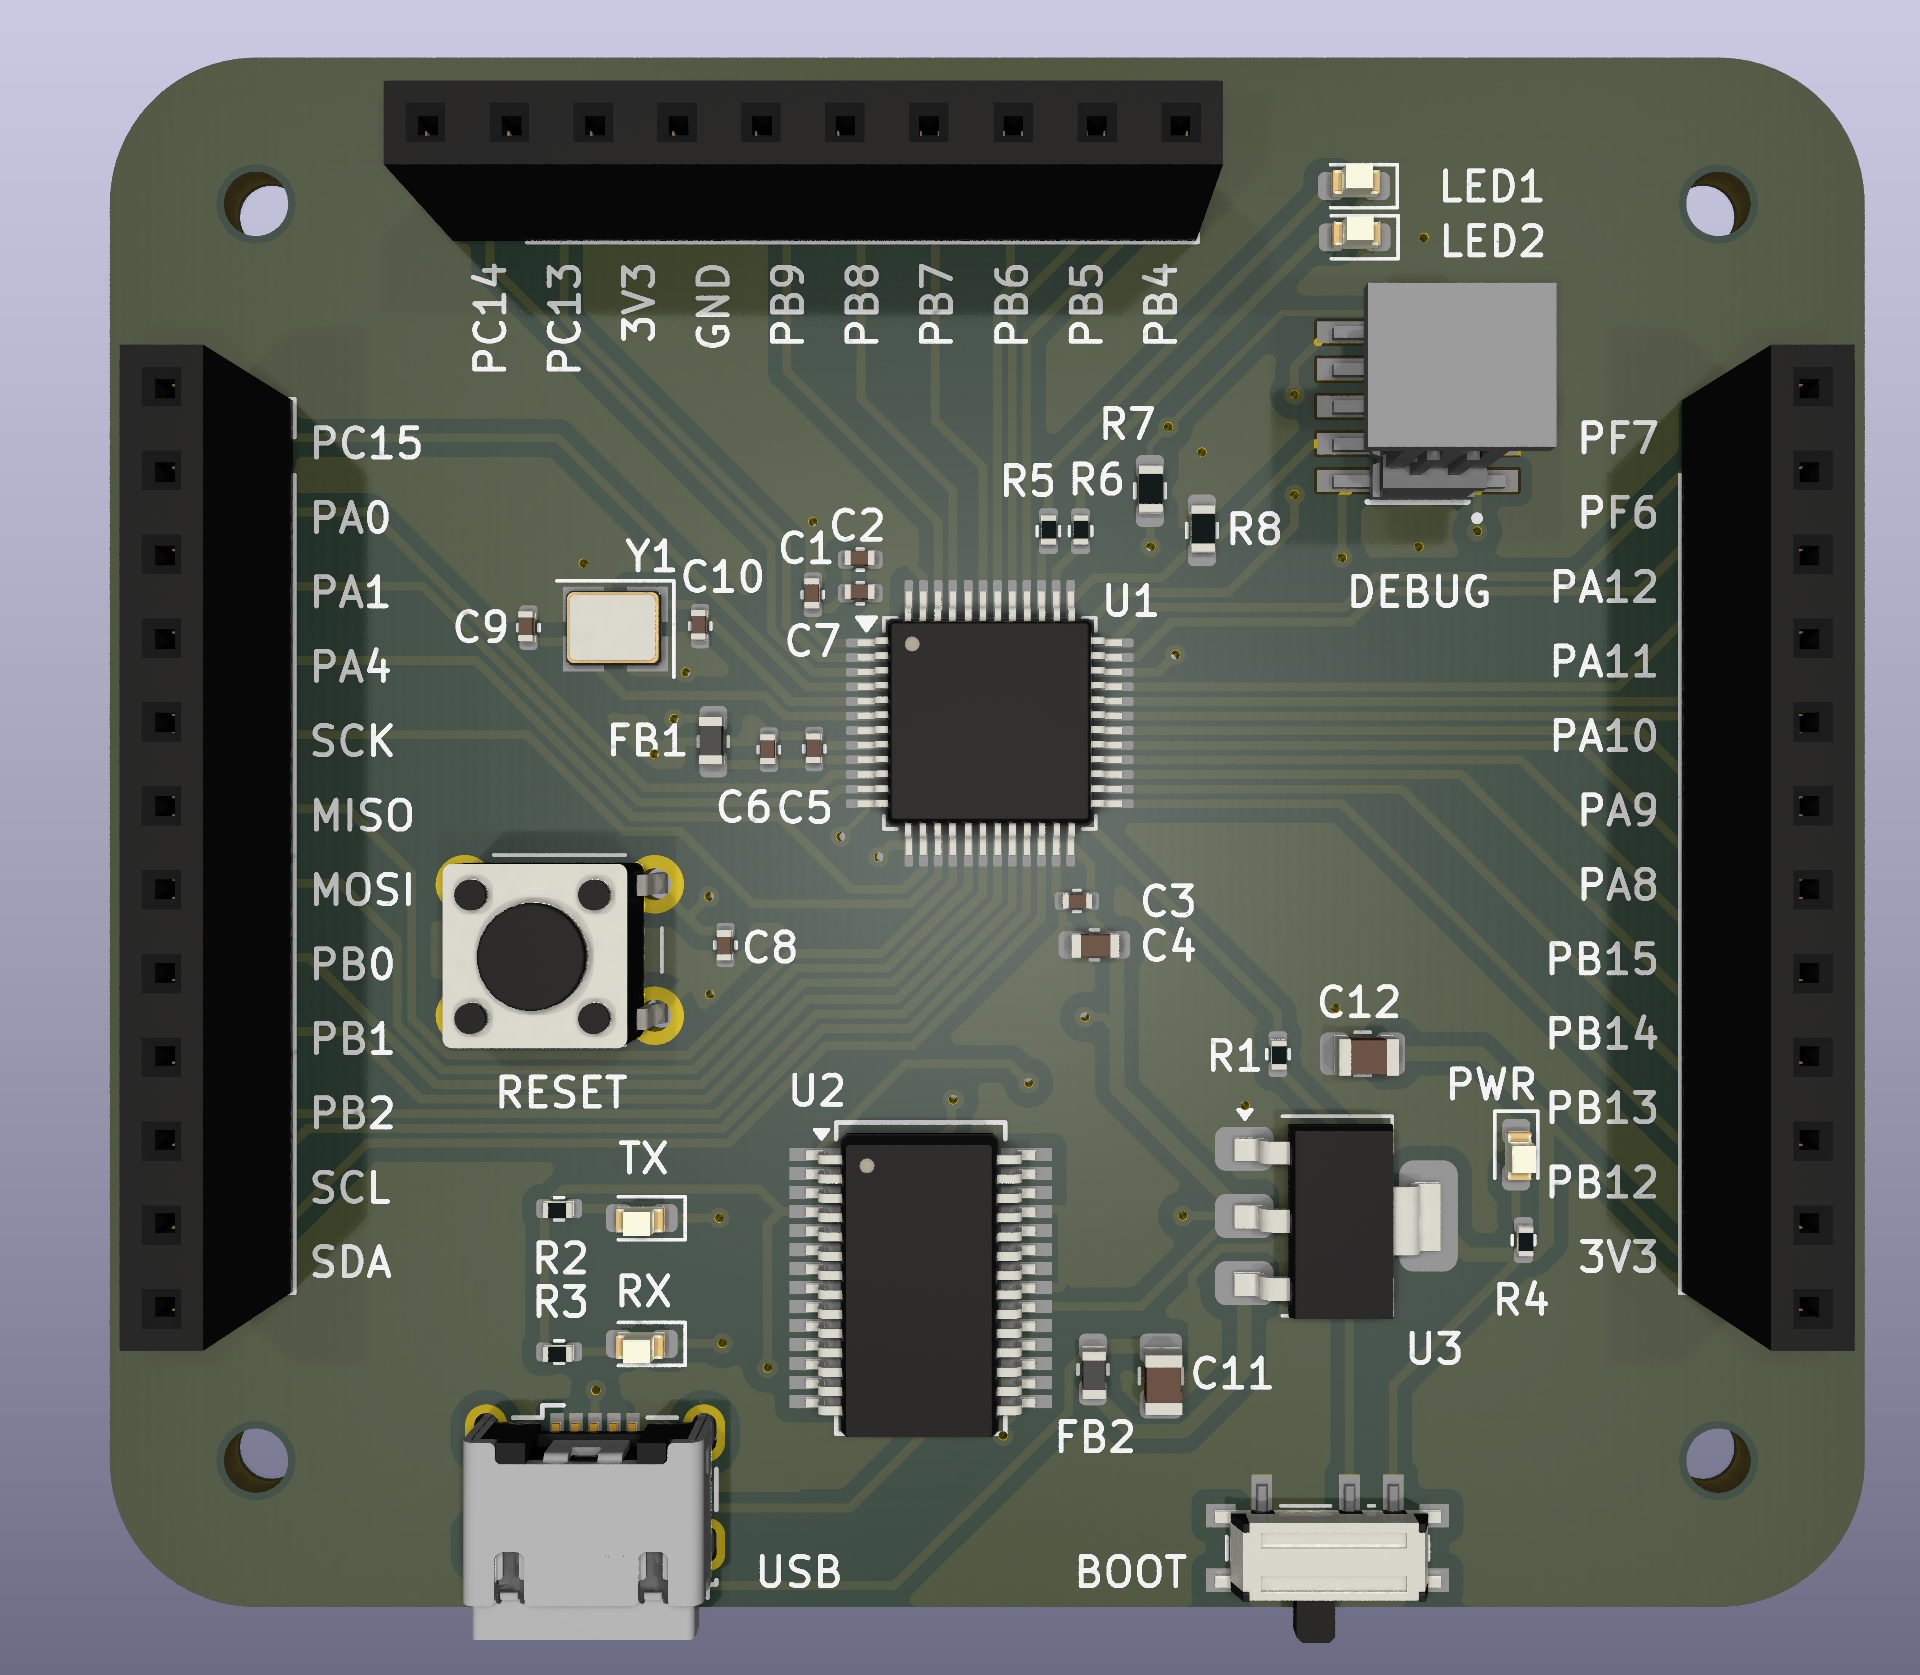 LED1
LED2
PC14
PC13
3V3
GND
PB9
PB8
PB7
PB6
PB5
PB4
PC15
PA0
PA1
PA4
SCK
MISO
MOSI
PB0
PB1
PB2
SCL
SDA
R7
R5
R6
R8
C2
C1
Y1
C10
C9
C7
U1
DEBUG
FB1
C6
C5
PF7
PF6
PA12
PA11
PA10
PA9
PA8
PB15
PB14
PB13
PB12
3V3
C3
C4
C8
RESET
U2
C12
R1
PWR
TX
R2
R3
RX
R4
U3
C11
FB2
USB
BOOT